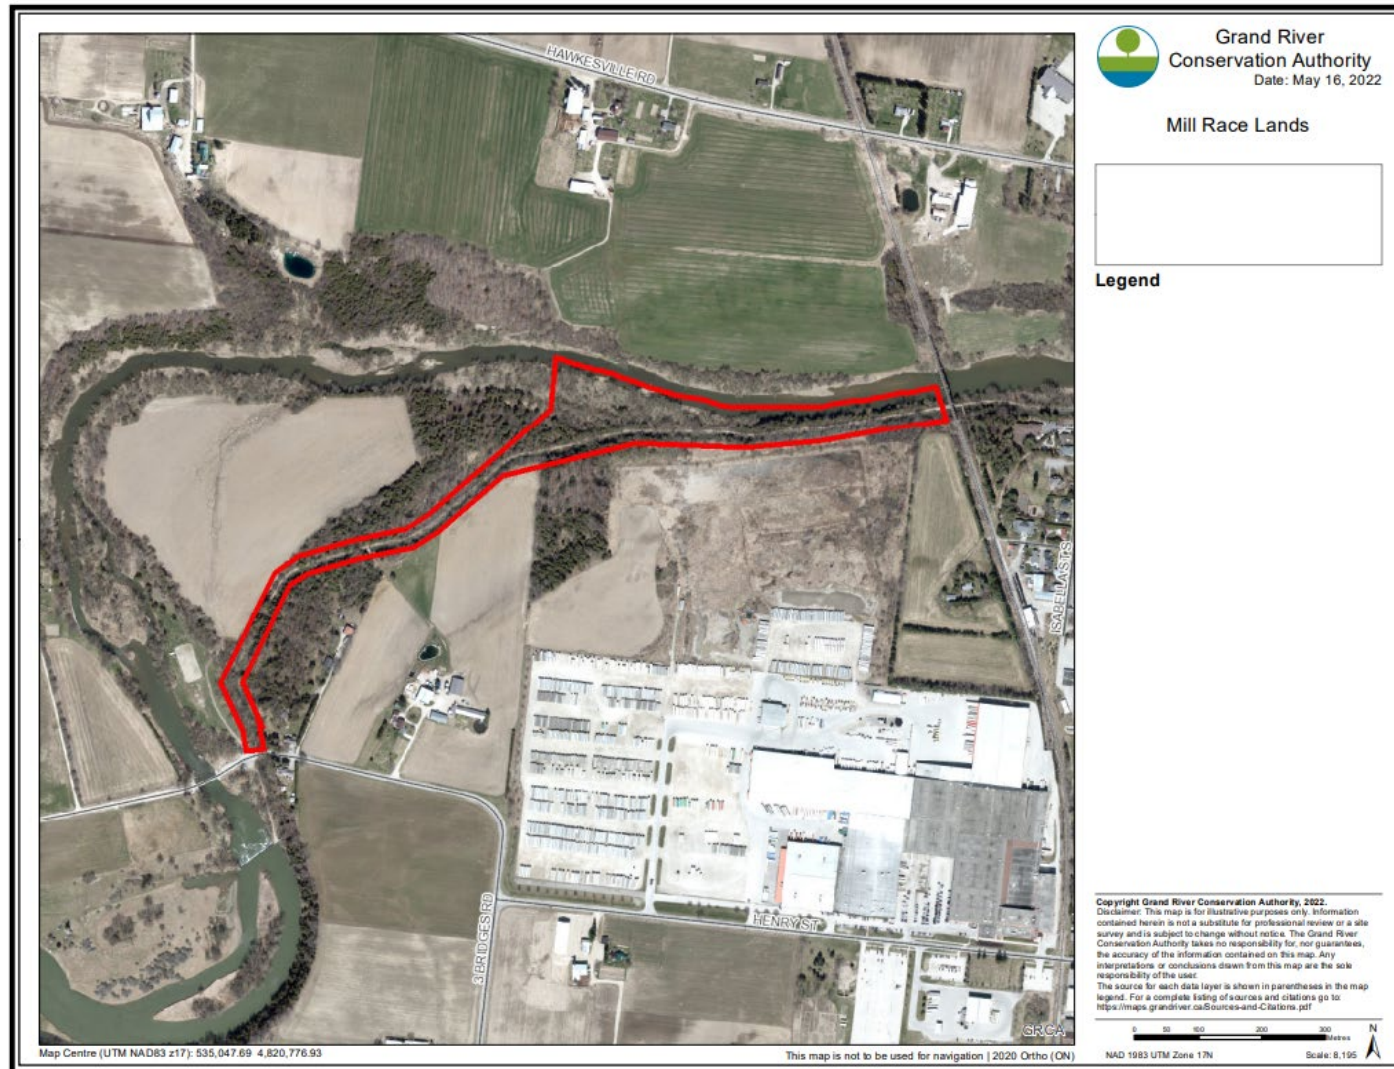 Grand River
Conservation Authority
Date: May 16, 2022
Mill Race Lands
Legend
HAWKESVILLE RD
ISABELLA ST S
3 BRIDGES RD
HENRY ST
GRCA
Copyright Grand River Conservation Authority, 2022.
Disclaimer: This map is for illustrative purposes only. Information
contained herein is not a substitute for professional review or a site
survey and is subject to change without notice. The Grand River
Conservation Authority takes no responsibility for, nor guarantees,
the accuracy of the information contained on this map. Any
interpretations or conclusions drawn from this map are the sole
responsibility of the user.
The source for each data layer is shown in parentheses in the map
legend. For a complete listing of sources and citations go to:
https://maps.grandriver.ca/Sources-and-Citations.pdf
0 50 100 200 300
Metres
N
NAD 1983 UTM Zone 17N Scale: 8,195
Map Centre (UTM NAD83 z17): 535,047.69 4,820,776.93
This map is not to be used for navigation | 2020 Ortho (ON)